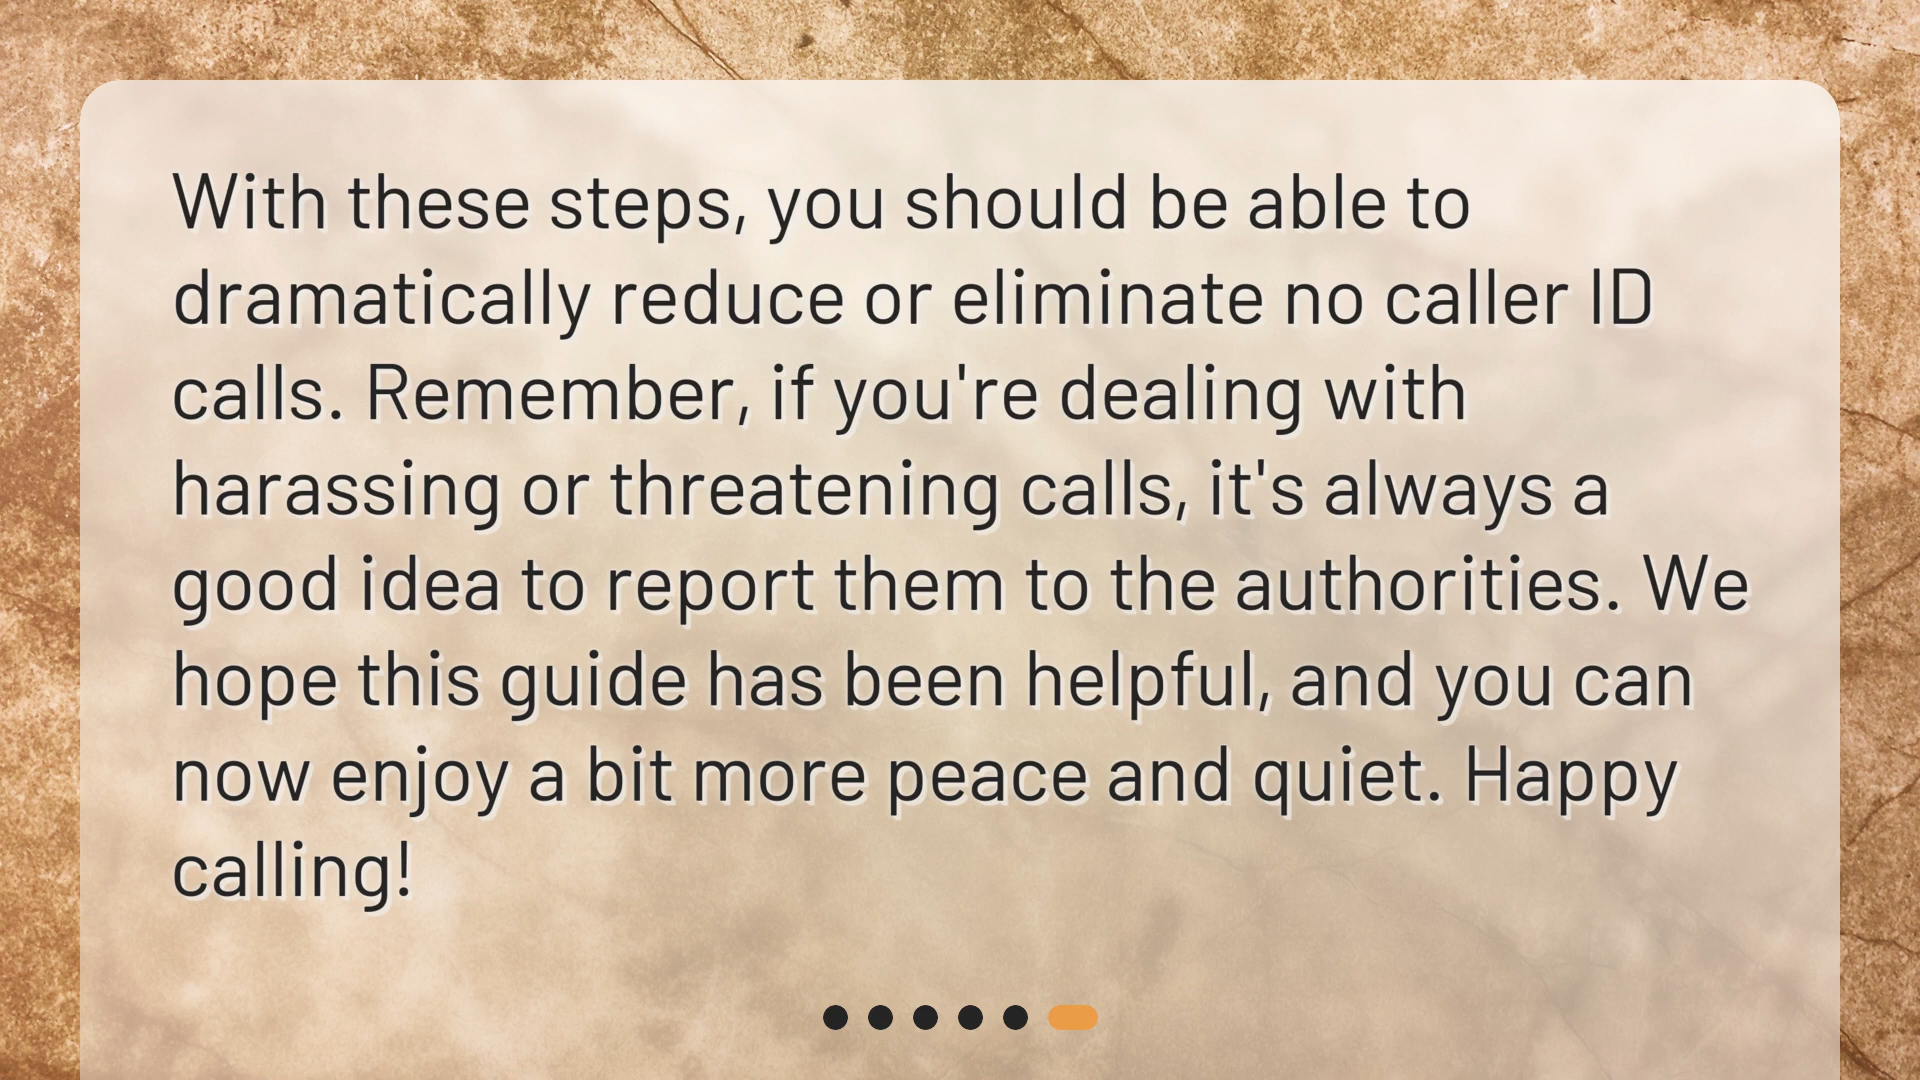 With these steps, you should be able to
dramatically reduce or eliminate no caller ID
calls. Remember, if you're dealing with
harassing or threatening calls, it's always a
good idea to report them to the authorities. We
hope this guide has been helpful, and you can
now enjoy a bit more peace and quiet. Happy
calling!